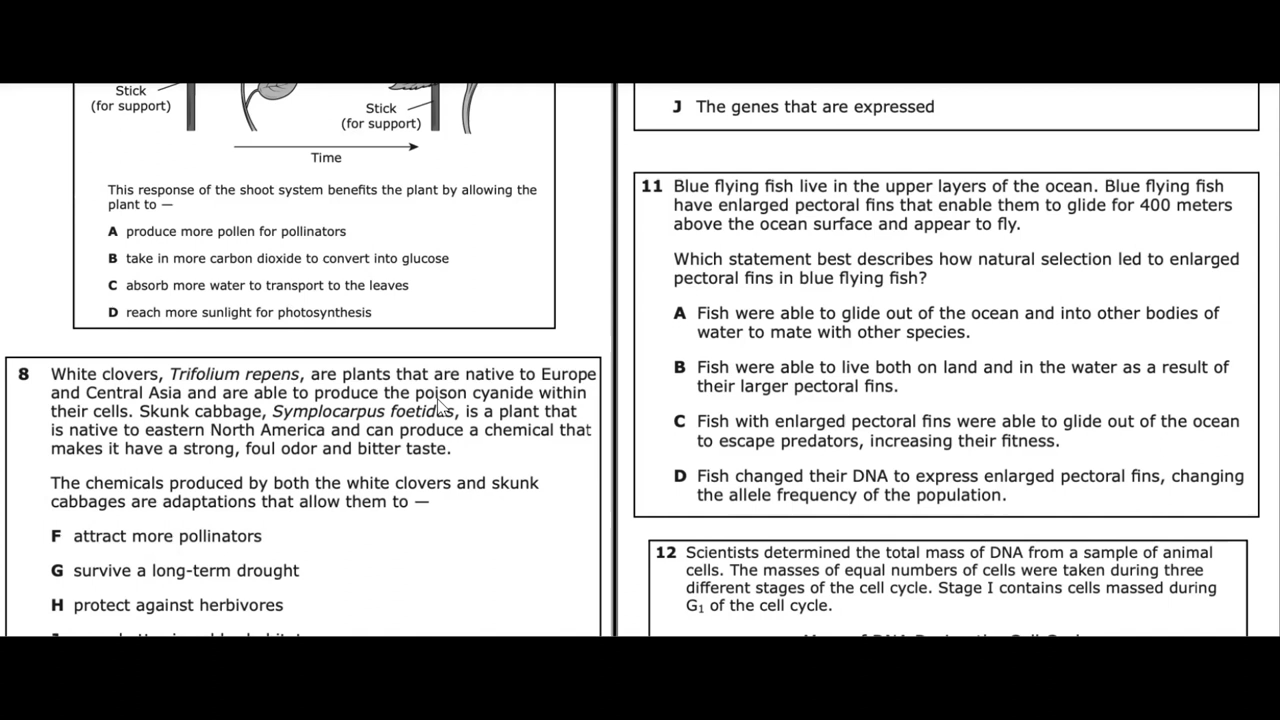 Stick
(for support)
Stick
(for support)
Time
This response of the shoot system benefits the plant by allowing the
plant to —
A produce more pollen for pollinators
B take in more carbon dioxide to convert into glucose
C absorb more water to transport to the leaves
D reach more sunlight for photosynthesis
8 White clovers, Trifolium repens, are plants that are native to Europe
and Central Asia and are able to produce the poison cyanide within
their cells. Skunk cabbage, Symplocarpus foetidus, is a plant that
is native to eastern North America and can produce a chemical that
makes it have a strong, foul odor and bitter taste.
The chemicals produced by both the white clovers and skunk
cabbages are adaptations that allow them to —
F attract more pollinators
G survive a long-term drought
H protect against herbivores
J The genes that are expressed
11 Blue flying fish live in the upper layers of the ocean. Blue flying fish
have enlarged pectoral fins that enable them to glide for 400 meters
above the ocean surface and appear to fly.
Which statement best describes how natural selection led to enlarged
pectoral fins in blue flying fish?
A Fish were able to glide out of the ocean and into other bodies of
water to mate with other species.
B Fish were able to live both on land and in the water as a result of
their larger pectoral fins.
C Fish with enlarged pectoral fins were able to glide out of the ocean
to escape predators, increasing their fitness.
D Fish changed their DNA to express enlarged pectoral fins, changing
the allele frequency of the population.
12 Scientists determined the total mass of DNA from a sample of animal
cells. The masses of equal numbers of cells were taken during three
different stages of the cell cycle. Stage I contains cells massed during
G₁ of the cell cycle.